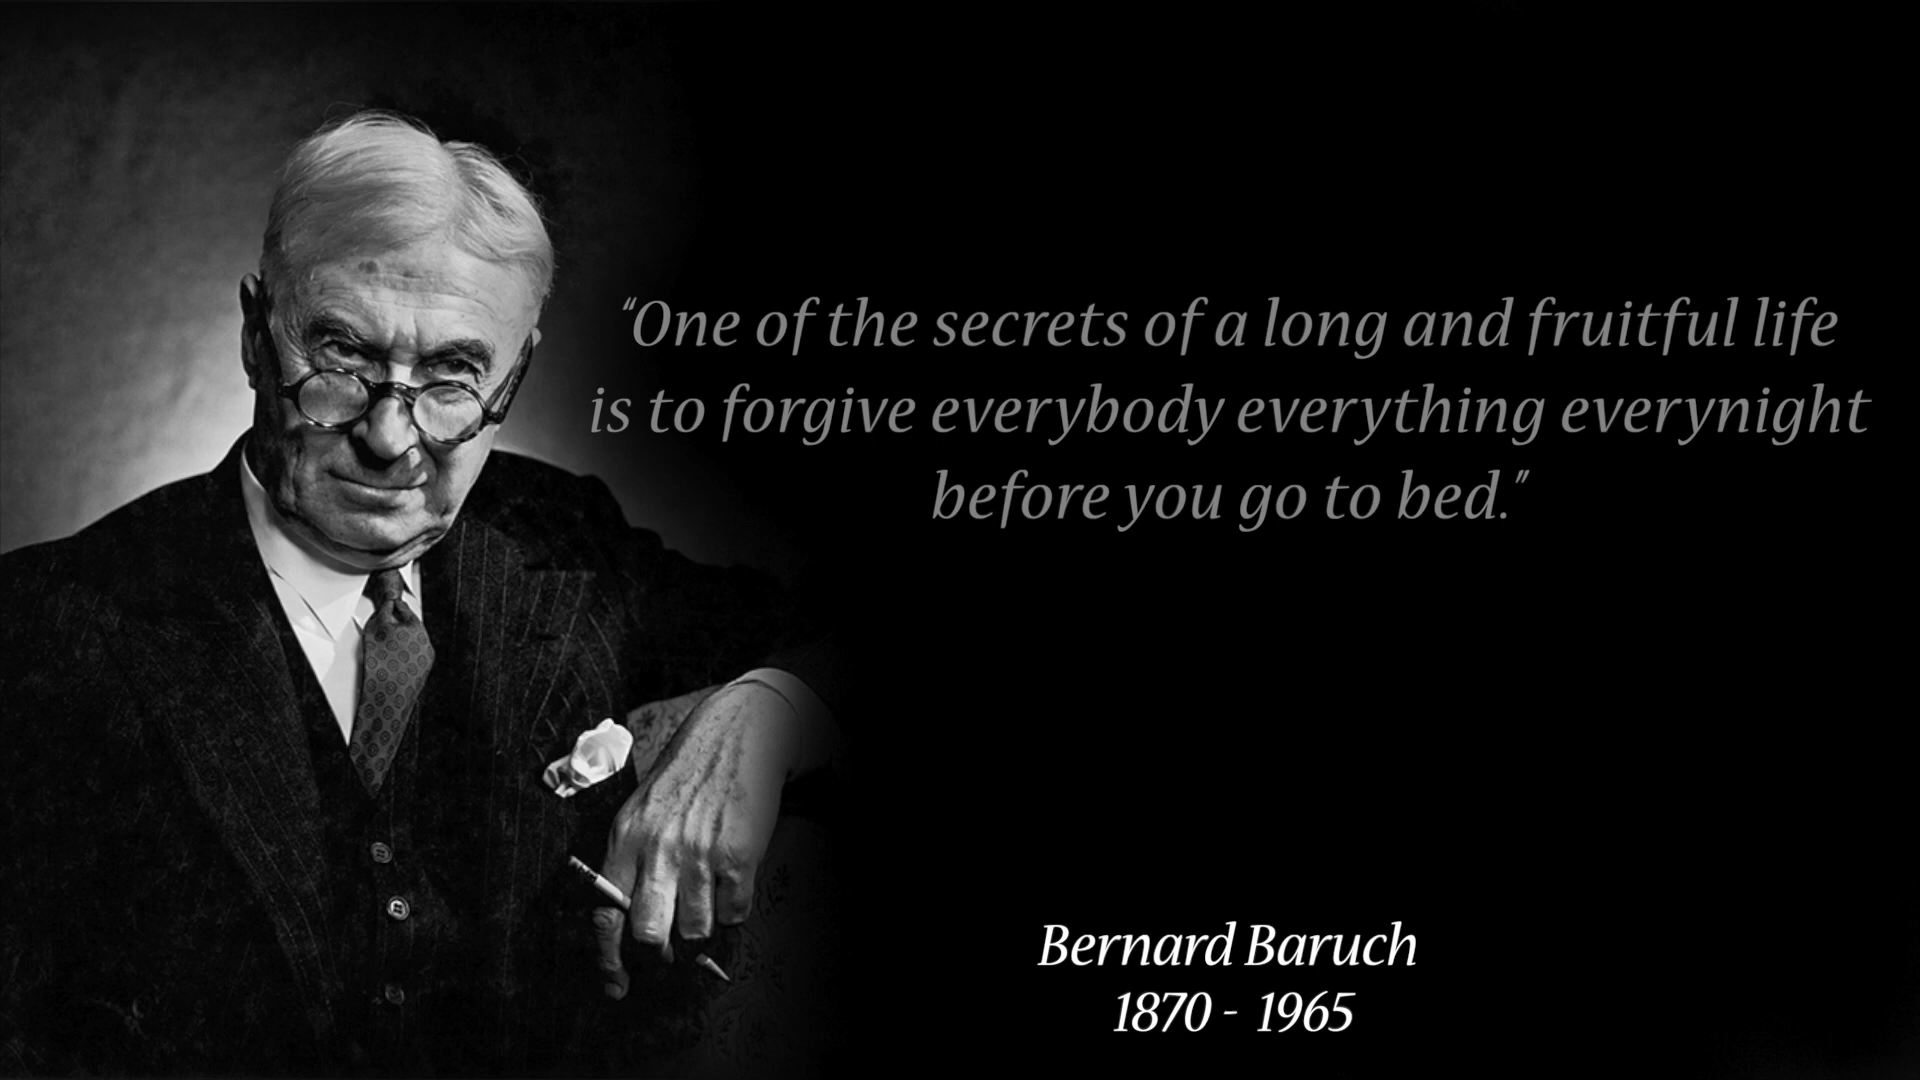 "One of the secrets of a long and fruitful life
is to forgive everybody everything everynight
before you go to bed."
Bernard Baruch
1870 - 1965